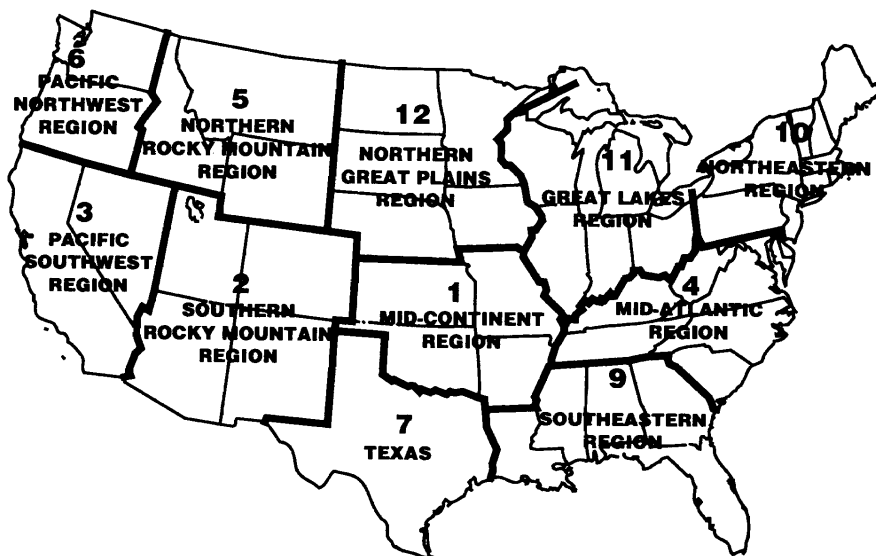 6
PACIFIC
NORTHWEST
REGION
5
NORTHERN
ROCKY MOUNTAIN
REGION
12
NORTHERN
GREAT PLAINS
REGION
11
GREAT LAKES
REGION
10
NORTHEASTERN
REGION
3
PACIFIC
SOUTHWEST
REGION
2
SOUTHERN
ROCKY MOUNTAIN
REGION
1
MID-CONTINENT
REGION
4
MID-ATLANTIC
REGION
9
SOUTHEASTERN
REGION
7
TEXAS